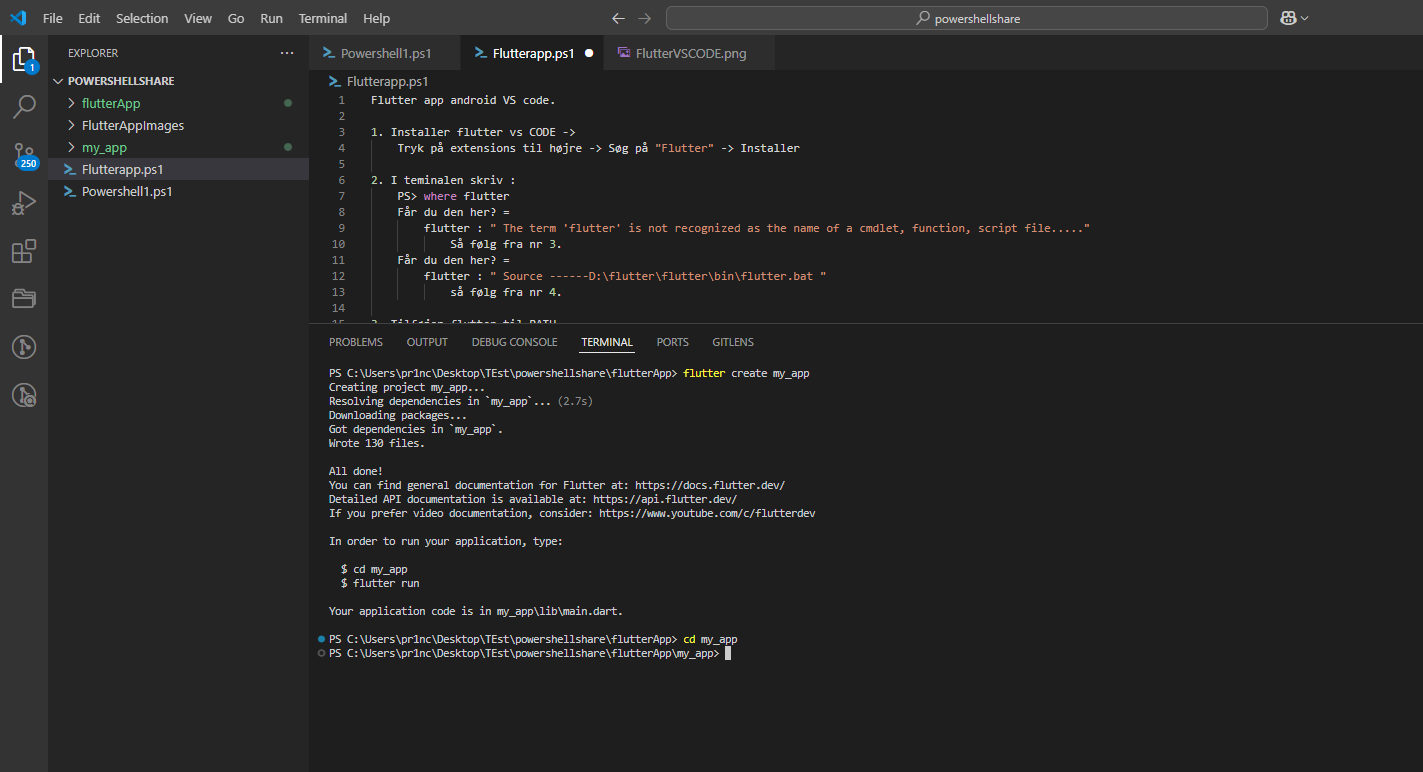 File Edit Selection View Go Run Terminal Help
powershellshare
EXPLORER
1
250
POWERSHELLSHARE
flutterApp
FlutterAppImages
my_app
Flutterapp.ps1
Powershell1.ps1
Powershell1.ps1 Flutterapp.ps1 FlutterVSCODE.png
Flutterapp.ps1
1 Flutter app android VS code.
2
3 1. Installer flutter vs CODE ->
4 Tryk på extensions til højre -> Søg på "Flutter" -> Installer
5
6 2. I teminalen skriv :
7 PS> where flutter
8 Får du den her? =
9 flutter : " The term 'flutter' is not recognized as the name of a cmdlet, function, script file....."
10 Så følg fra nr 3.
11 Får du den her? =
12 flutter : " Source ------D:\flutter\flutter\bin\flutter.bat "
13 så følg fra nr 4.
14
15 3. Tilføjer flutter til PATH
PROBLEMS OUTPUT DEBUG CONSOLE TERMINAL PORTS GITLENS
PS C:\Users\pr1nc\Desktop\TEst\powershellshare\flutterApp> flutter create my_app
Creating project my_app...
Resolving dependencies in `my_app`... (2.7s)
Downloading packages...
Got dependencies in `my_app`.
Wrote 130 files.
All done!
You can find general documentation for Flutter at: https://docs.flutter.dev/
Detailed API documentation is available at: https://api.flutter.dev/
If you prefer video documentation, consider: https://www.youtube.com/c/flutterdev
In order to run your application, type:
$ cd my_app
$ flutter run
Your application code is in my_app\lib\main.dart.
PS C:\Users\pr1nc\Desktop\TEst\powershellshare\flutterApp> cd my_app
PS C:\Users\pr1nc\Desktop\TEst\powershellshare\flutterApp\my_app>